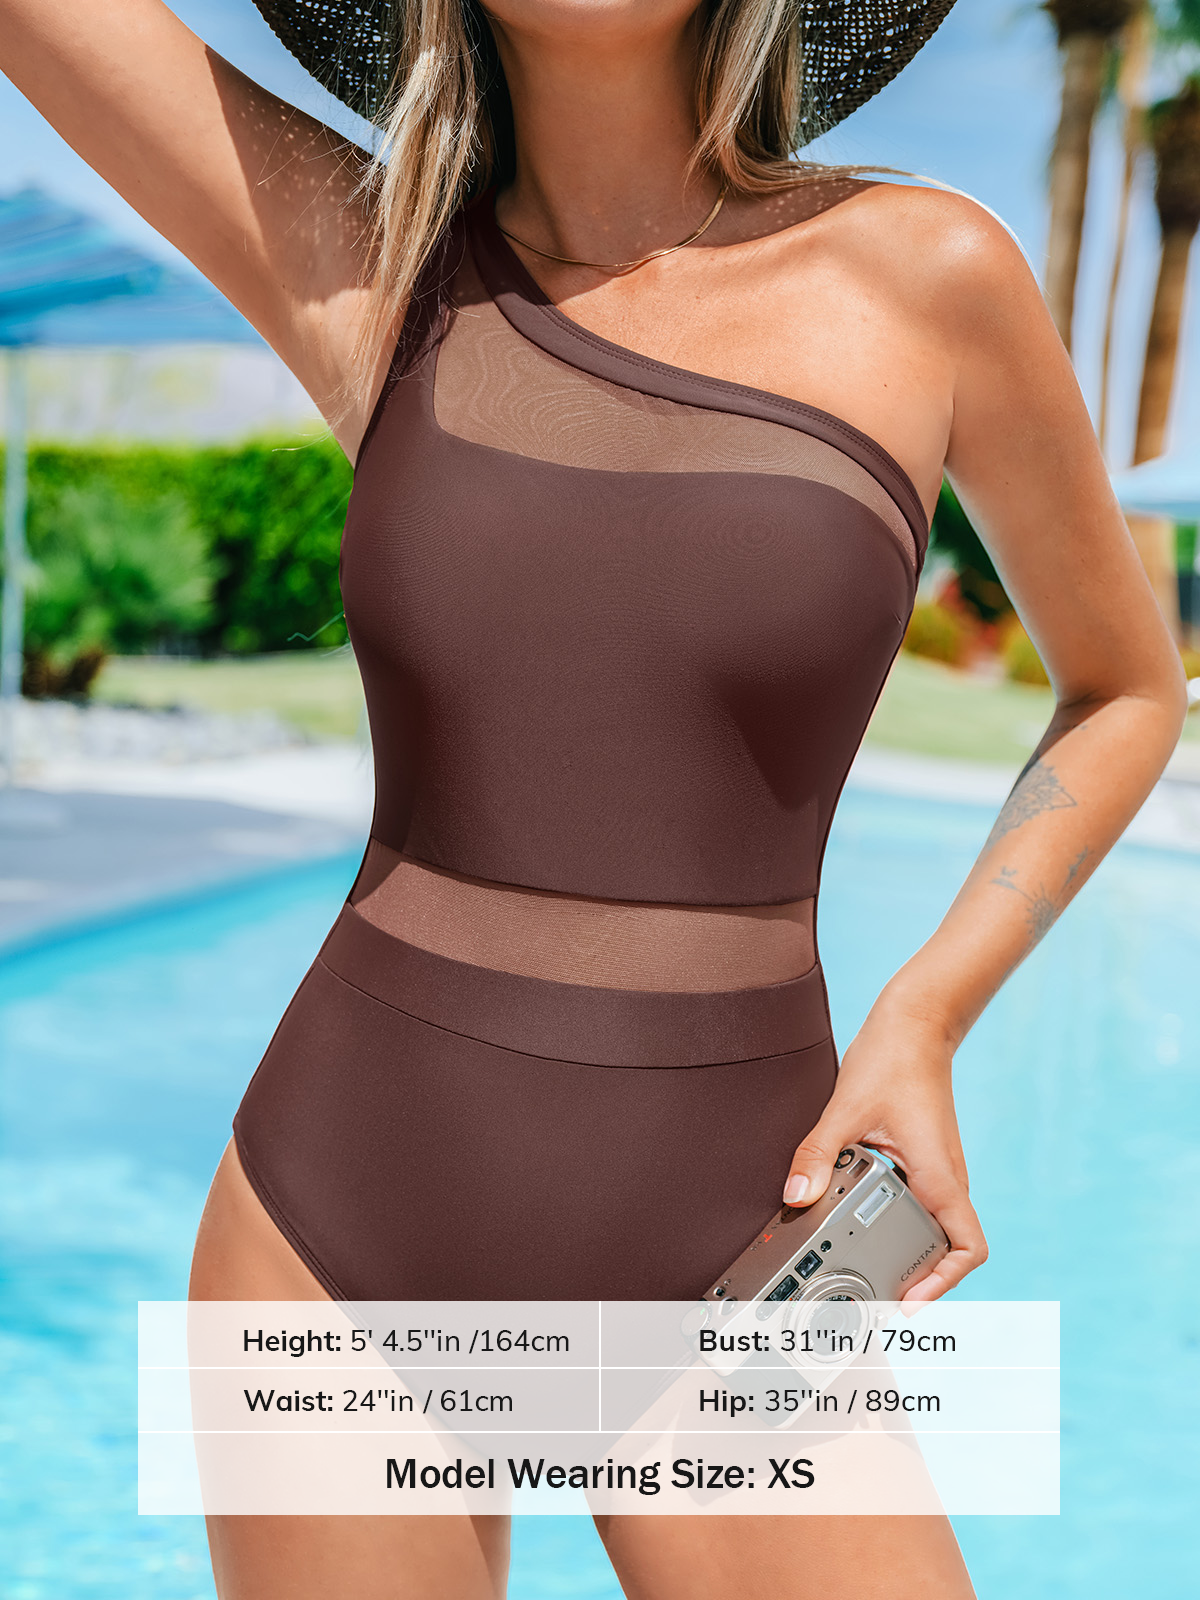 CONTAX
Height: 5' 4.5''in /164cm
Bust: 31''in / 79cm
Waist: 24''in / 61cm
Hip: 35''in / 89cm
Model Wearing Size: XS